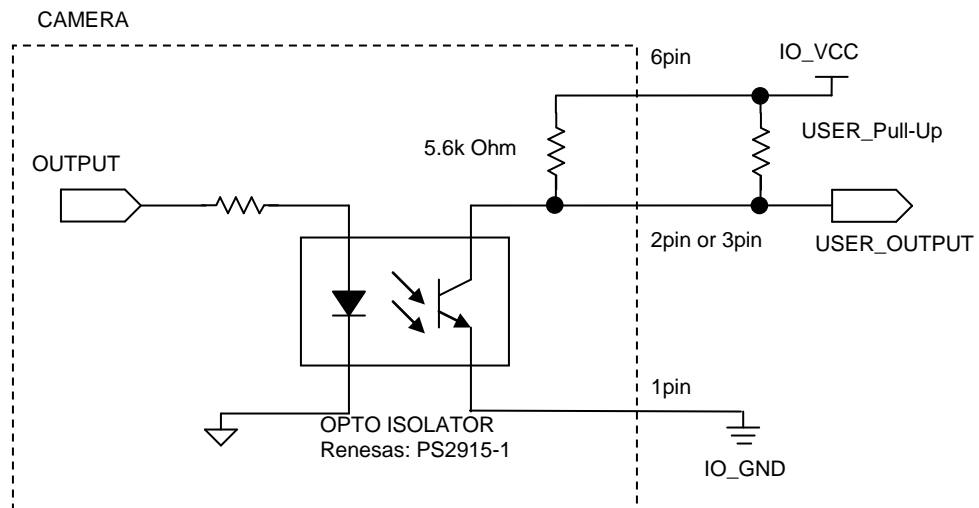 CAMERA
6pin
IO_VCC
5.6k Ohm
USER_Pull-Up
OUTPUT
2pin or 3pin
USER_OUTPUT
1pin
OPTO ISOLATOR
Renesas: PS2915-1
IO_GND